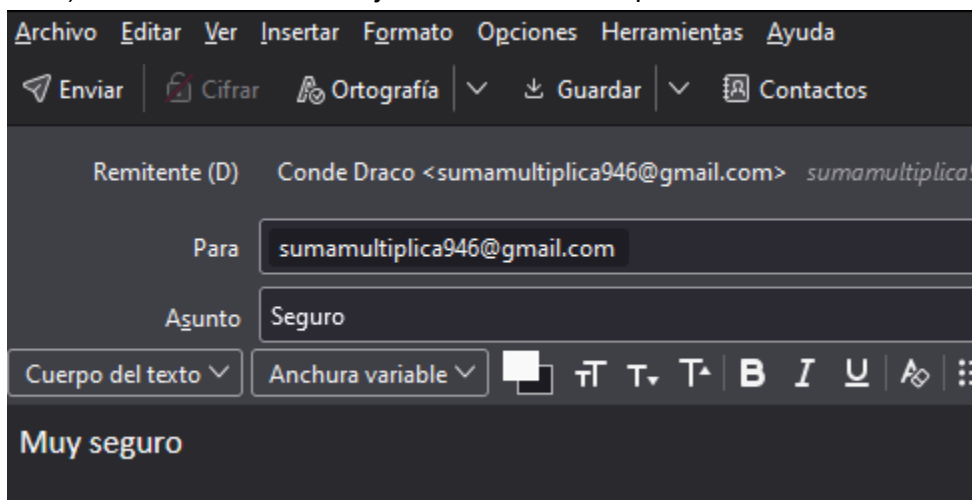 Archivo Editar Ver Insertar Formato Opciones Herramientas Ayuda
Enviar Cifrar Ortografía Guardar Contactos
Remitente (D) Conde Draco <sumamultiplica946@gmail.com> sumamultiplica
Para sumamultiplica946@gmail.com
Asunto Seguro
Cuerpo del texto Anchura variable B I U
Muy seguro